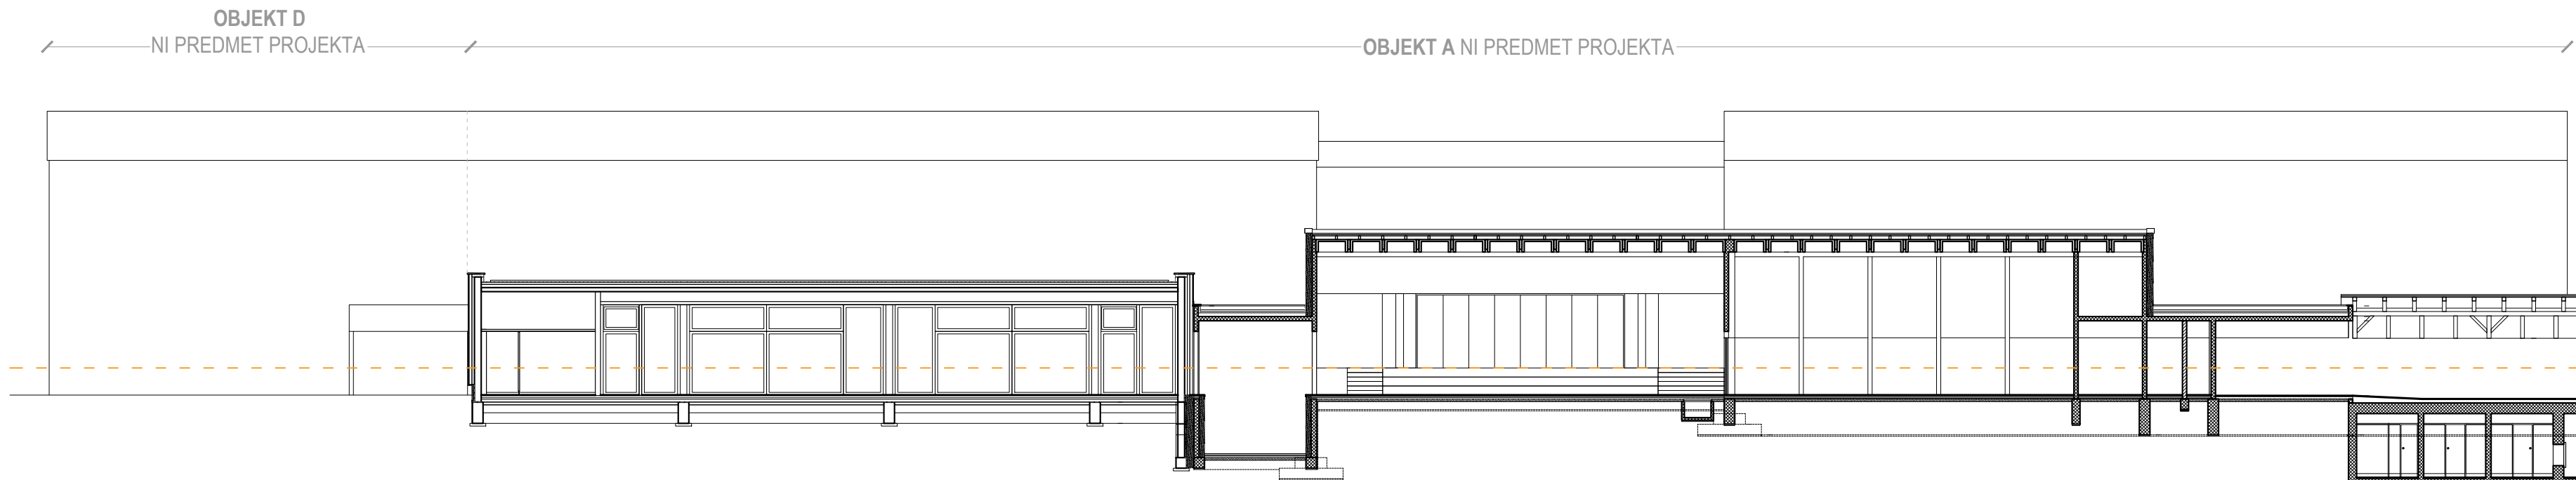 OBJEKT D
NI PREDMET PROJEKTA
OBJEKT A NI PREDMET PROJEKTA